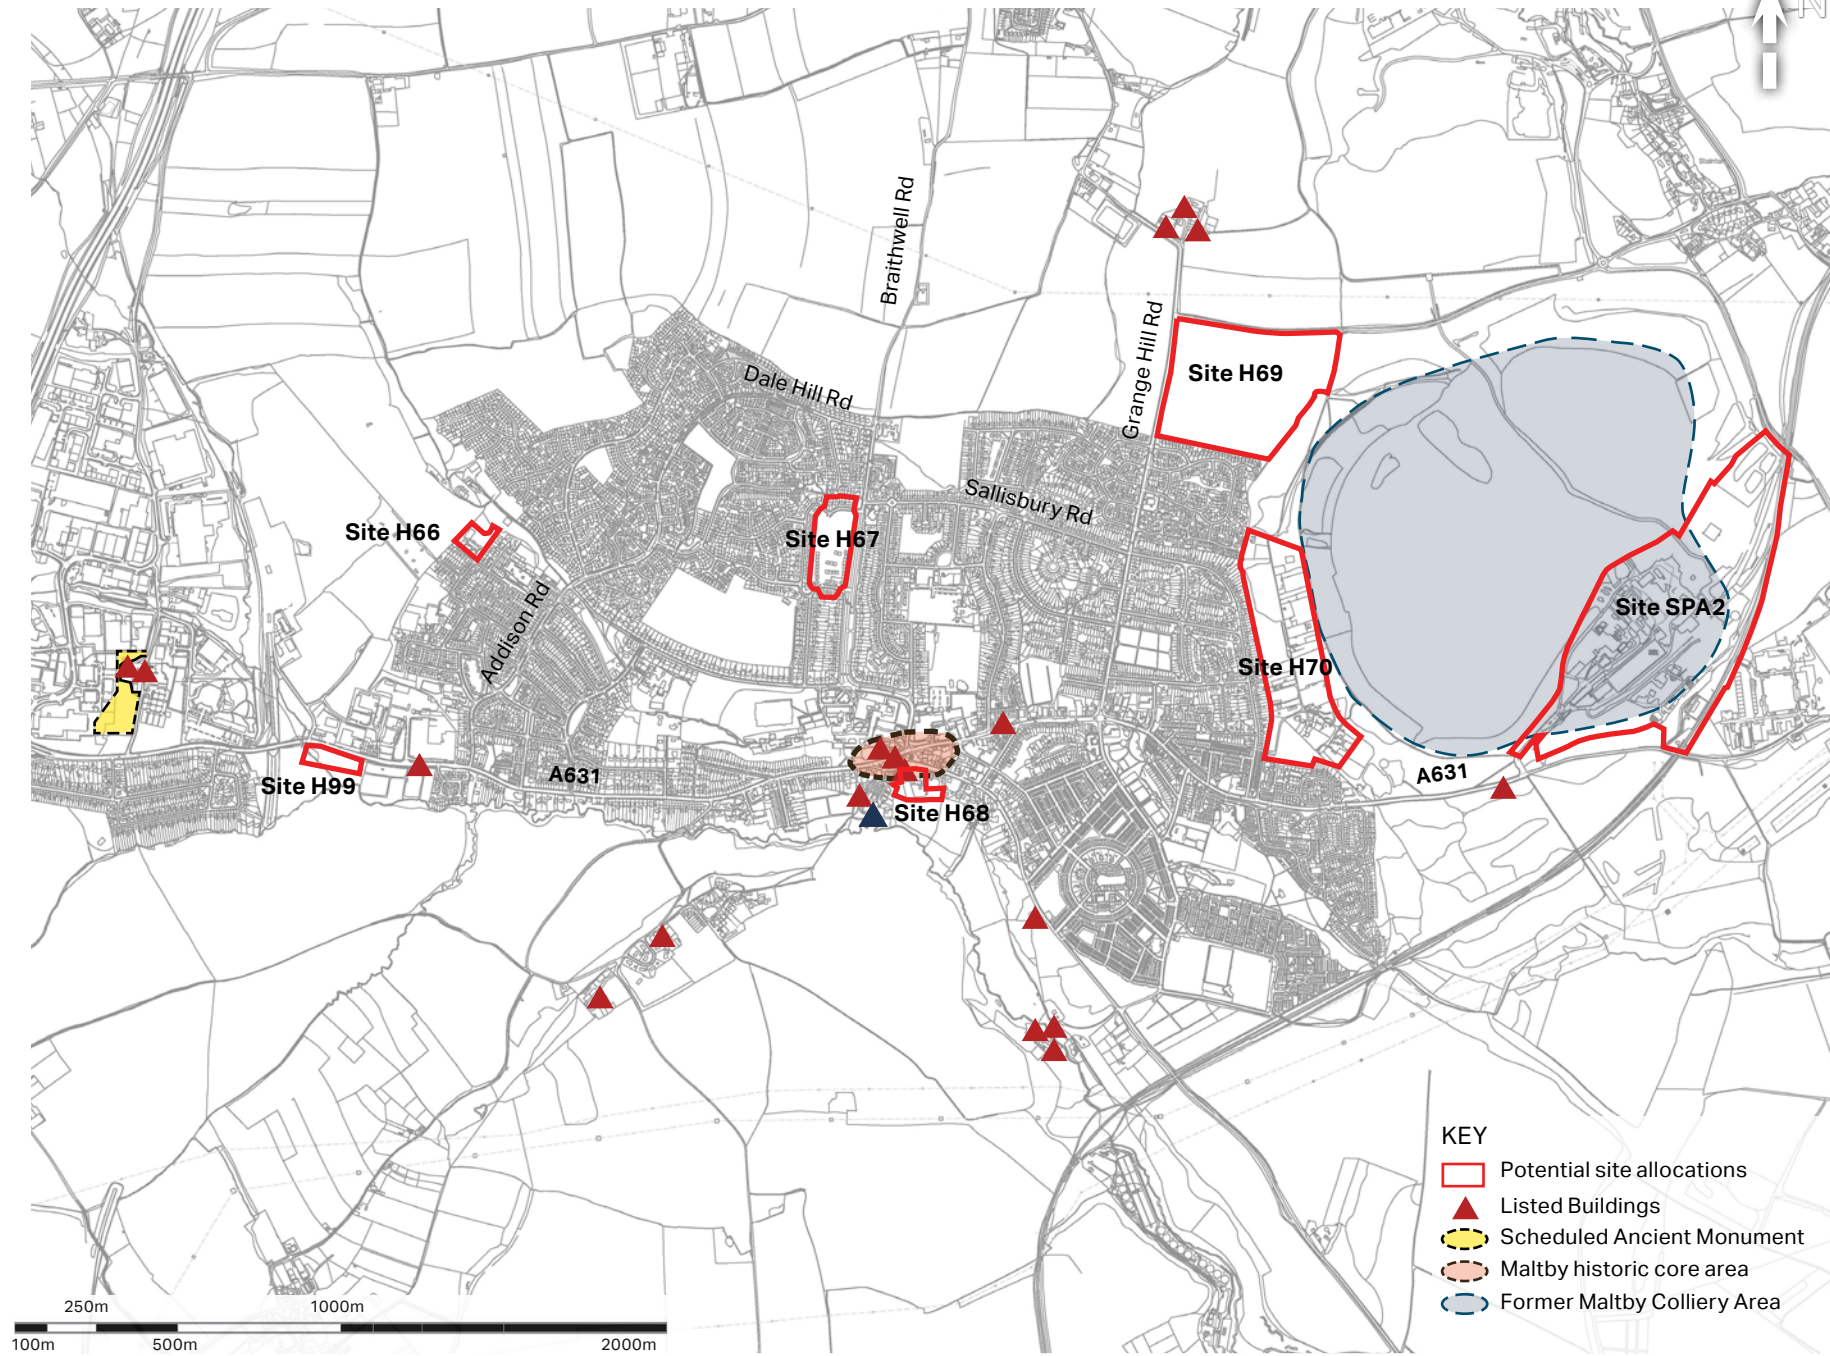 N
Stainton
Braithwell Rd
Grange Hill Rd
Dale Hill Rd
Site H69
Sallisbury Rd
Site H66
Site H67
Addison Rd
Site SPA2
Site H70
Site H99
A631
A631
Site H68
KEY
Potential site allocations
Listed Buildings
Scheduled Ancient Monument
Maltby historic core area
Former Maltby Colliery Area
250m
1000m
100m
500m
2000m